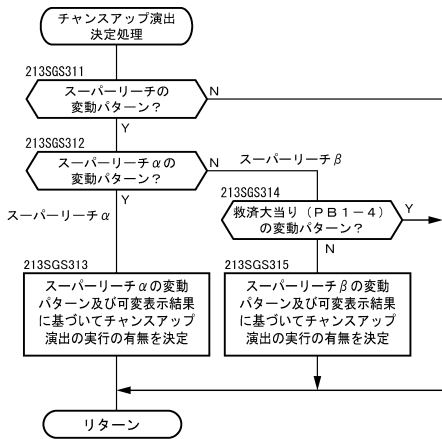 チャンスアップ演出
決定処理
213SGS311
スーパーリーチの
変動パターン？
N
Y
213SGS312
スーパーリーチαの
変動パターン？
N
スーパーリーチβ
Y
スーパーリーチα
213SGS314
救済大当り（PB1−4）
の変動パターン？
Y
N
213SGS313
スーパーリーチαの変動
パターン及び可変表示結果
に基づいてチャンスアップ
演出の実行の有無を決定
213SGS315
スーパーリーチβの変動
パターン及び可変表示結果
に基づいてチャンスアップ
演出の実行の有無を決定
リターン